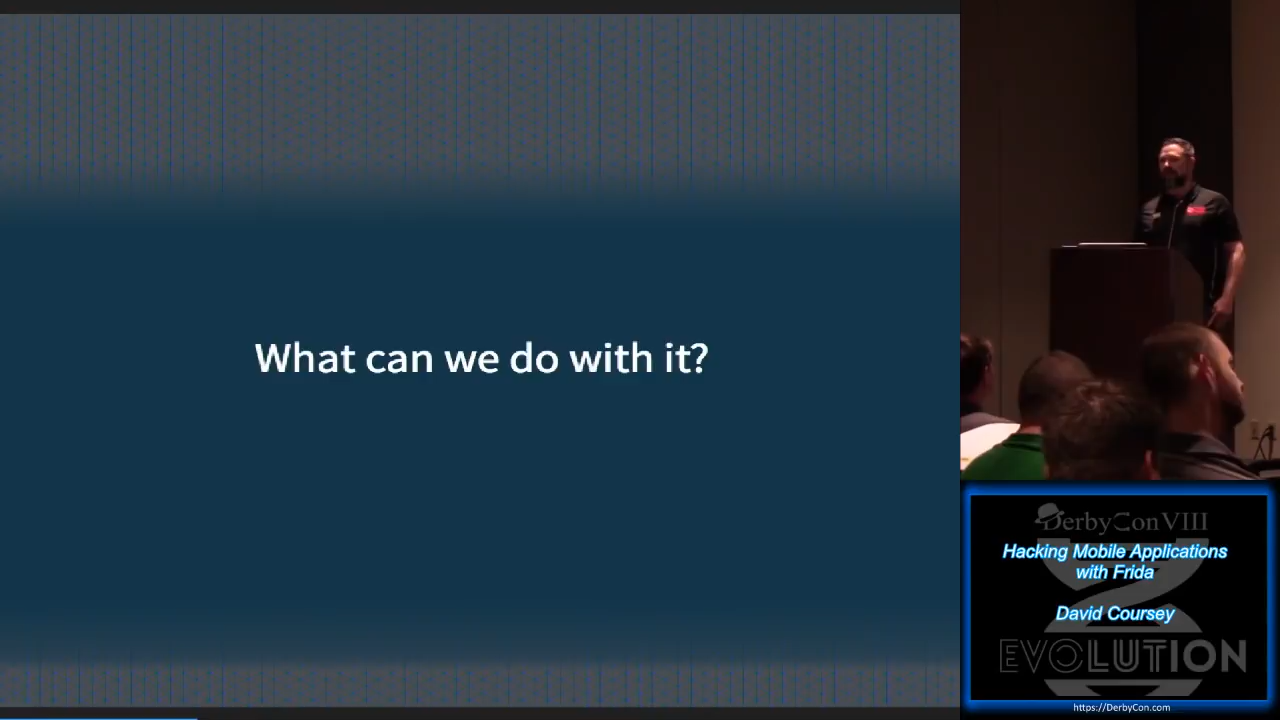 What can we do with it?
DerbyCon VIII
Hacking Mobile Applications
with Frida
David Coursey
EVOLUTION
https://DerbyCon.com